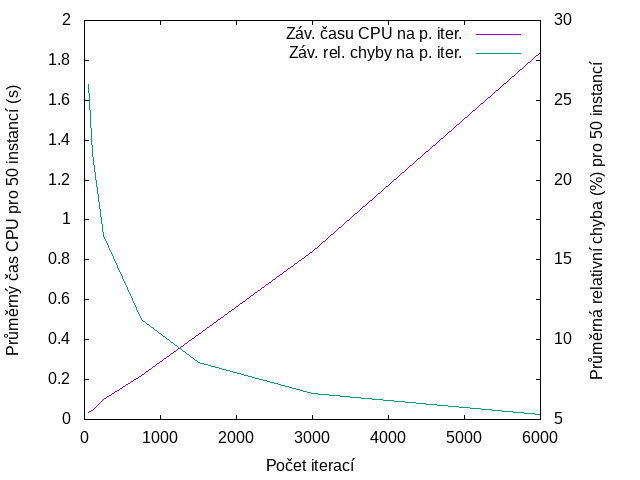 Záv. času CPU na p. iter.
Záv. rel. chyby na p. iter.
2
1.8
1.6
1.4
1.2
1
0.8
0.6
0.4
0.2
0
Průměrný čas CPU pro 50 instancí (s)
30
25
20
15
10
5
Průměrná relativní chyba (%) pro 50 instancí
0 1000 2000 3000 4000 5000 6000
Počet iterací